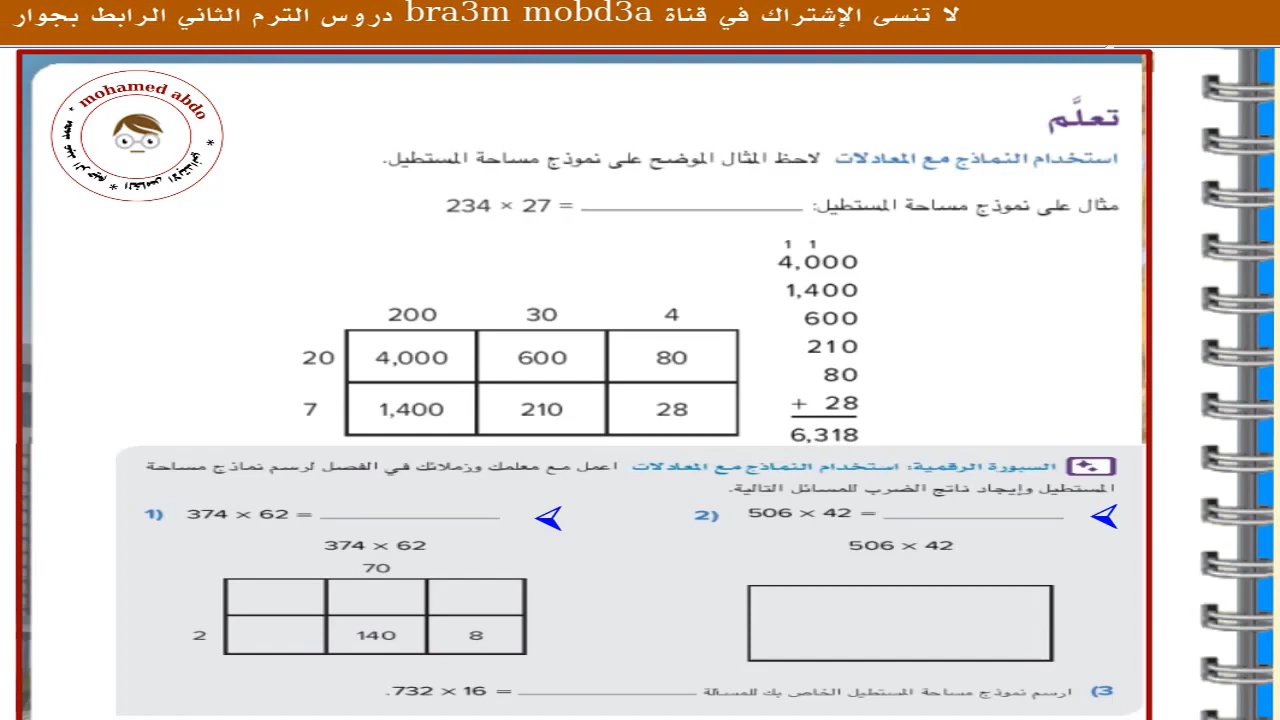 لا تنسى الإشتراك في قناة bra3m mobd3a دروس الترم الثاني الرابط بجوار
mohamed abdo
تعلَّم
استخدام النماذج مع المعادلات لاحظ المثال الموضح على نموذج مساحة المستطيل.
مثال على نموذج مساحة المستطيل: 234 × 27 = ____________
1 1
4,000
1,400
600
210
80
+ 28
6,318
200 30 4
20 4,000 600 80
7 1,400 210 28
السبورة الرقمية: استخدام النماذج مع المعادلات اعمل مع معلمك وزملائك في الفصل لرسم نماذج مساحة
المستطيل وإيجاد ناتج الضرب للمسائل التالية.
1) 374 × 62 = ____________
2) 506 × 42 = ____________
374 × 62
506 × 42
70
2 140 8
3) ارسم نموذج مساحة المستطيل الخاص بك للمسألة ____________ = 732 × 16.